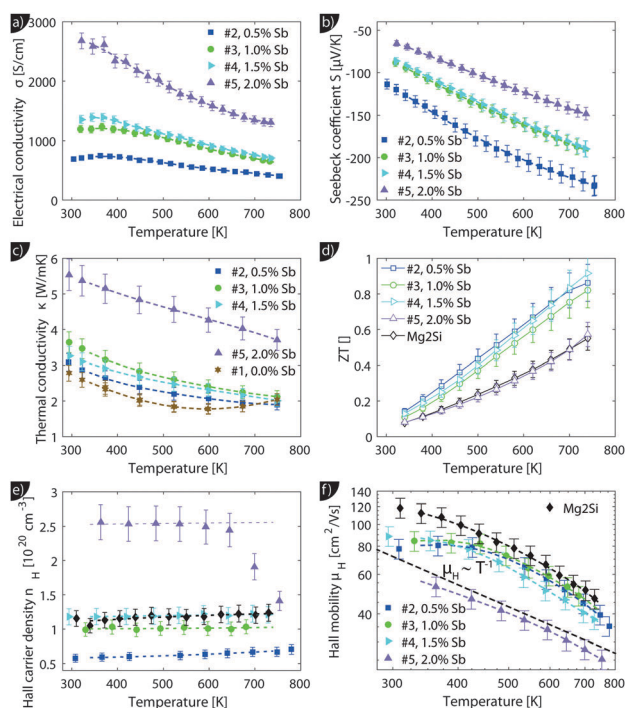 a)
Electrical conductivity σ [S/cm]
3000
2000
1000
0
#2, 0.5% Sb
#3, 1.0% Sb
#4, 1.5% Sb
#5, 2.0% Sb
300 400 500 600 700 800
Temperature [K]
b)
Seebeck coefficient S [µV/K]
-50
-100
-150
-200
-250
#2, 0.5% Sb
#3, 1.0% Sb
#4, 1.5% Sb
#5, 2.0% Sb
300 400 500 600 700 800
Temperature [K]
c)
Thermal conductivity κ [W/mK]
6
5
4
3
2
1
#2, 0.5% Sb
#3, 1.0% Sb
#4, 1.5% Sb
#5, 2.0% Sb
#1, 0.0% Sb
300 400 500 600 700 800
Temperature [K]
d)
ZT []
1
0.8
0.6
0.4
0.2
0
#2, 0.5% Sb
#3, 1.0% Sb
#4, 1.5% Sb
#5, 2.0% Sb
Mg2Si
300 400 500 600 700 800
Temperature [K]
e)
Hall carrier density n H [10 20 cm -3]
3
2.5
2
1.5
1
0.5
300 400 500 600 700 800
Temperature [K]
f)
Hall mobility µ H [cm 2 /Vs]
140
120
100
80
60
40
Mg2Si
µH ~ T-1
#2, 0.5% Sb
#3, 1.0% Sb
#4, 1.5% Sb
#5, 2.0% Sb
300 400 500 600 700 800
Temperature [K]